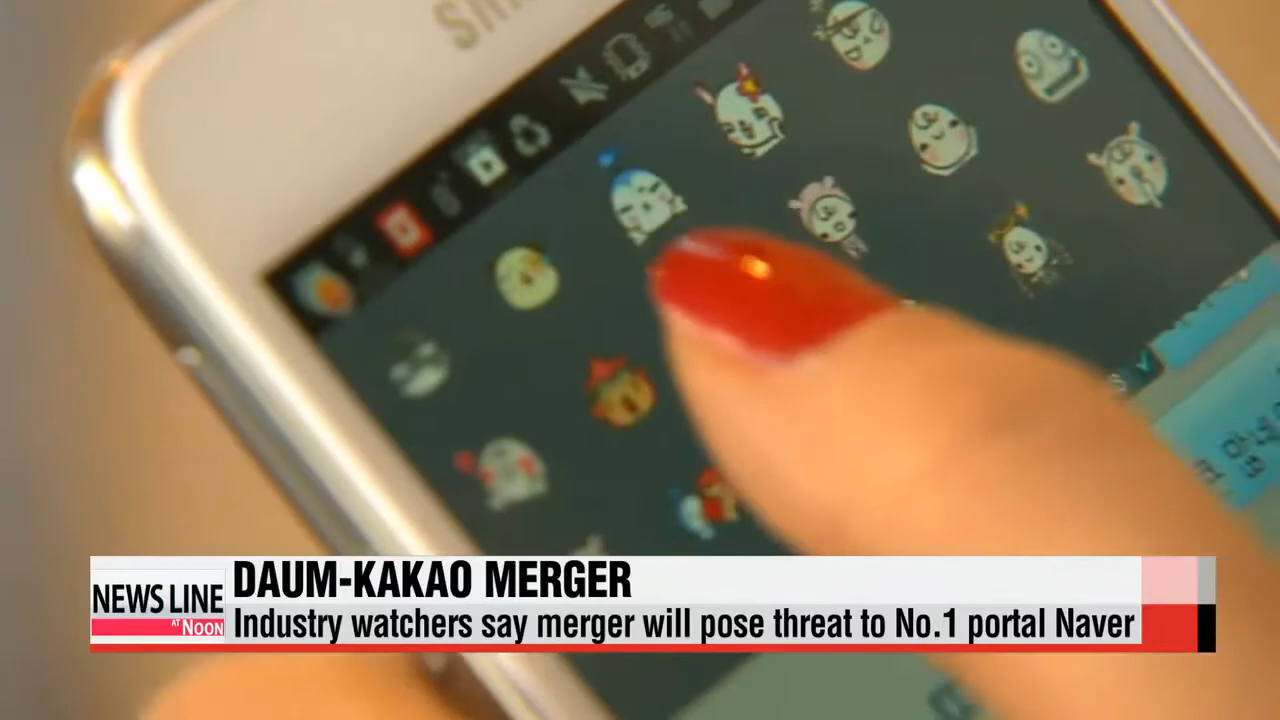 NEWS LINE
AT NOON
DAUM-KAKAO MERGER
Industry watchers say merger will pose threat to No.1 portal Naver